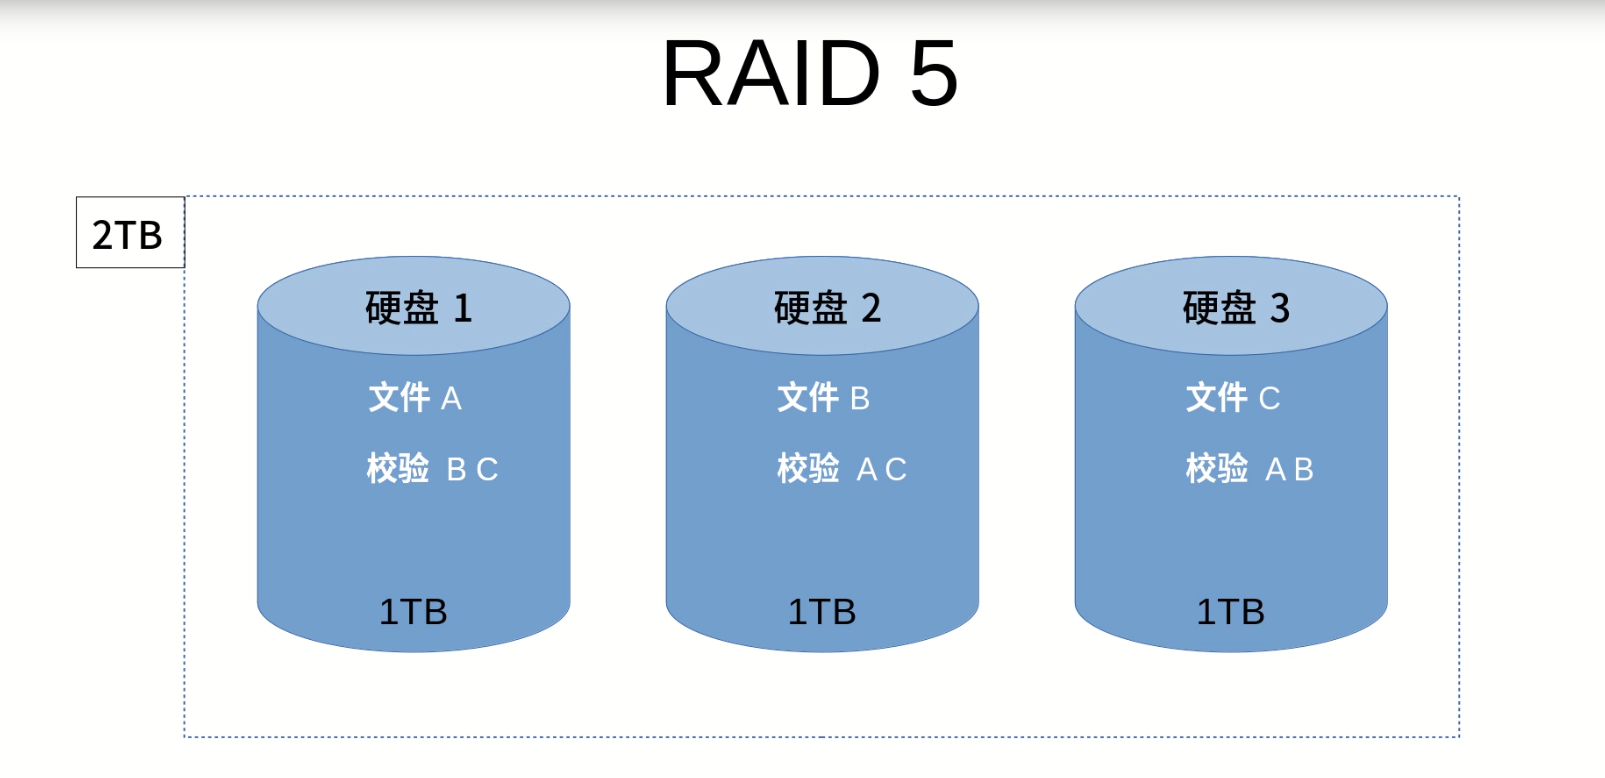 RAID 5
2TB
硬盘 1
文件 A
校验 B C
1TB
硬盘 2
文件 B
校验 A C
1TB
硬盘 3
文件 C
校验 A B
1TB